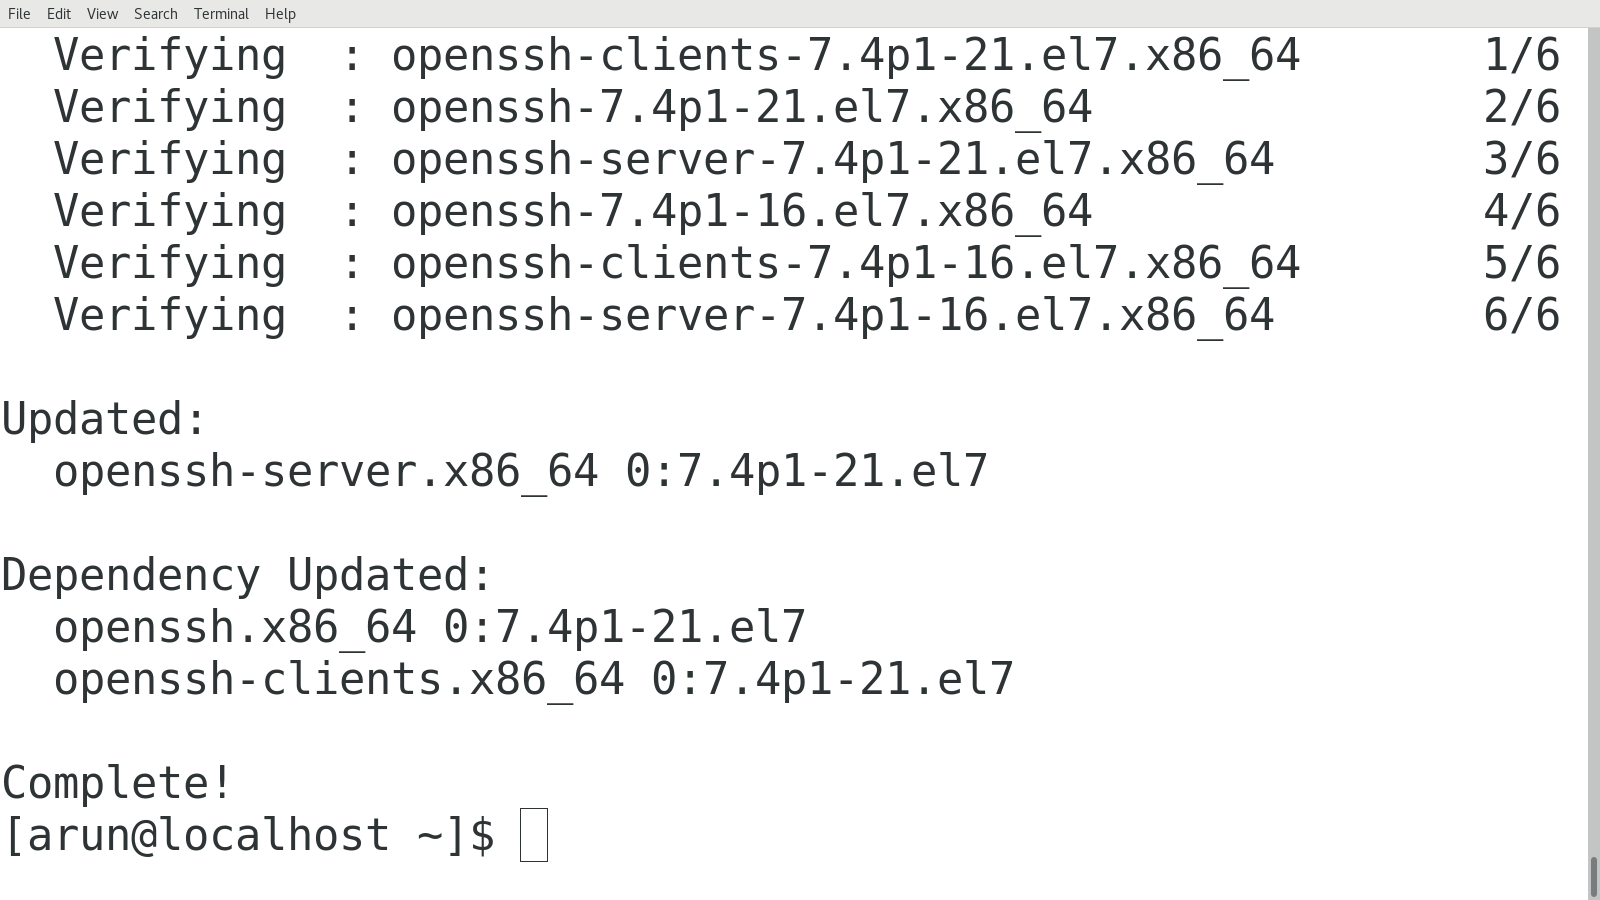 File Edit View Search Terminal Help
Verifying : openssh-clients-7.4p1-21.el7.x86_64 1/6
Verifying : openssh-7.4p1-21.el7.x86_64 2/6
Verifying : openssh-server-7.4p1-21.el7.x86_64 3/6
Verifying : openssh-7.4p1-16.el7.x86_64 4/6
Verifying : openssh-clients-7.4p1-16.el7.x86_64 5/6
Verifying : openssh-server-7.4p1-16.el7.x86_64 6/6
Updated:
openssh-server.x86_64 0:7.4p1-21.el7
Dependency Updated:
openssh.x86_64 0:7.4p1-21.el7
openssh-clients.x86_64 0:7.4p1-21.el7
Complete!
[arun@localhost ~]$